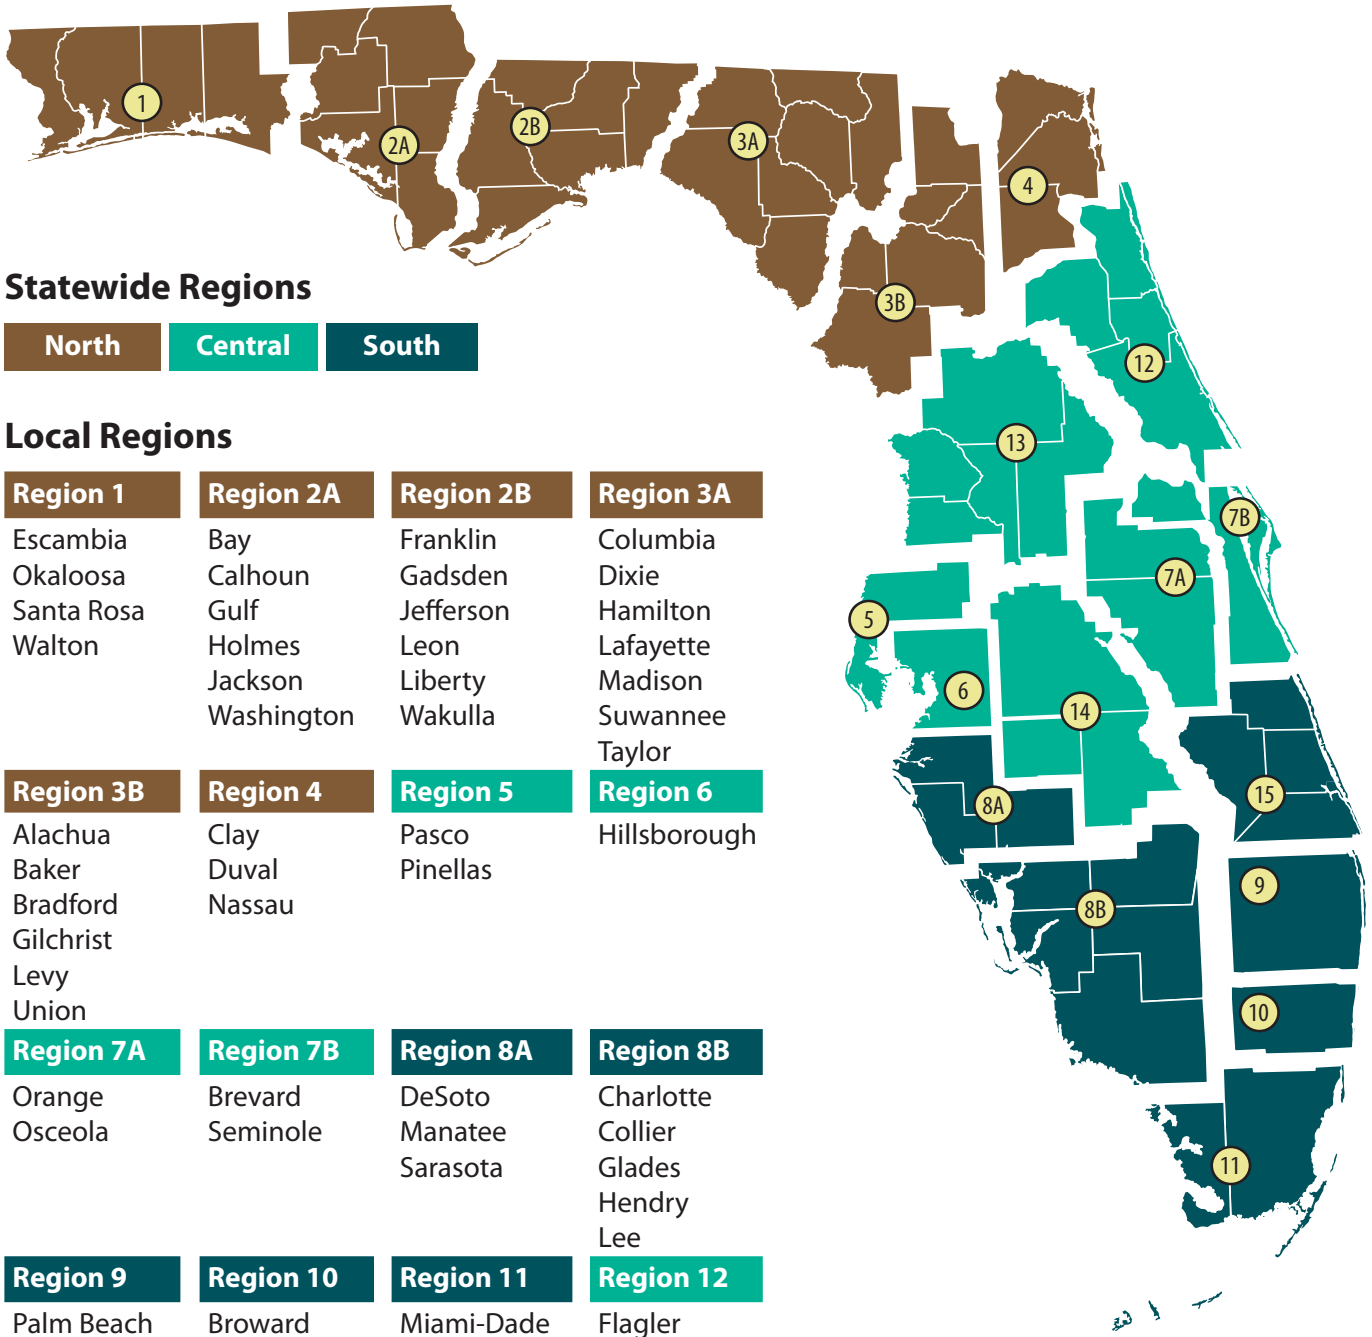 1
2A
2B
3A
4
3B
12
13
7B
7A
5
6
14
8A
15
8B
9
10
11
Statewide Regions
North Central South
Local Regions
Region 1 Region 2A Region 2B Region 3A
Escambia Bay Franklin Columbia
Okaloosa Calhoun Gadsden Dixie
Santa Rosa Gulf Jefferson Hamilton
Walton Holmes Leon Lafayette
Jackson Liberty Madison
Washington Wakulla Suwannee
Taylor
Region 3B Region 4 Region 5 Region 6
Alachua Clay Pasco Hillsborough
Baker Duval Pinellas
Bradford Nassau
Gilchrist
Levy
Union
Region 7A Region 7B Region 8A Region 8B
Orange Brevard DeSoto Charlotte
Osceola Seminole Manatee Collier
Sarasota Glades
Hendry
Lee
Region 9 Region 10 Region 11 Region 12
Palm Beach Broward Miami-Dade Flagler